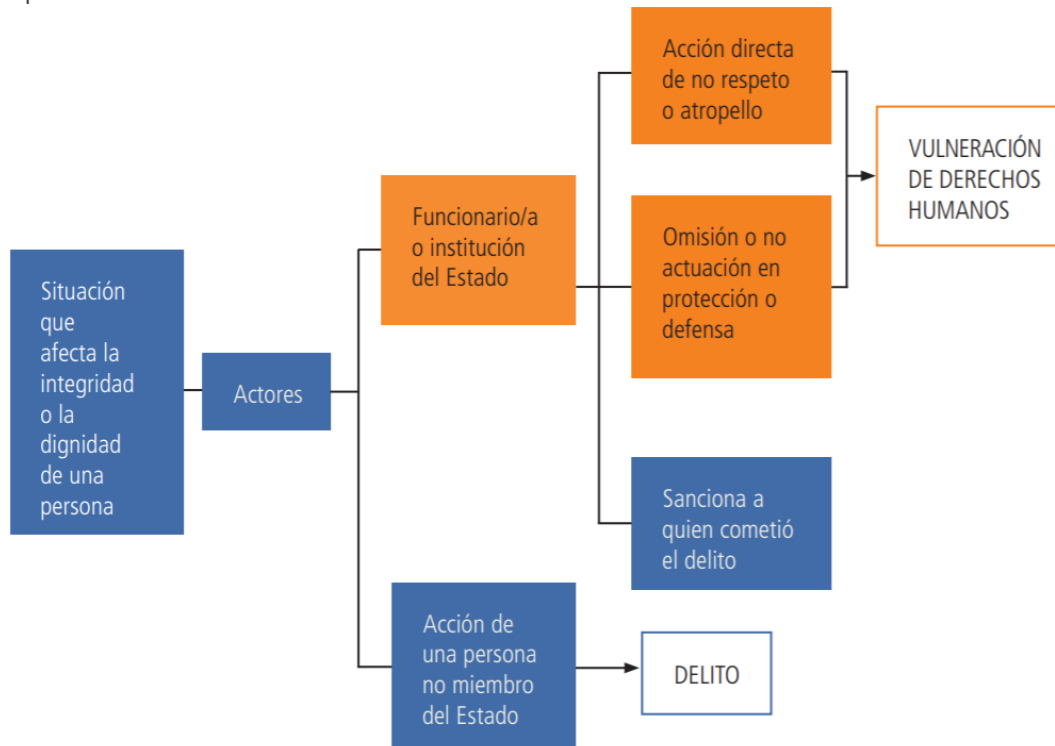 Acción directa
de no respeto
o atropello
VULNERACIÓN
DE DERECHOS
HUMANOS
Funcionario/a
o institución
del Estado
Omisión o no
actuación en
protección o
defensa
Situación
que
afecta la
integridad
o la
dignidad
de una
persona
Actores
Sanciona a
quien cometió
el delito
Acción de
una persona
no miembro
del Estado
DELITO